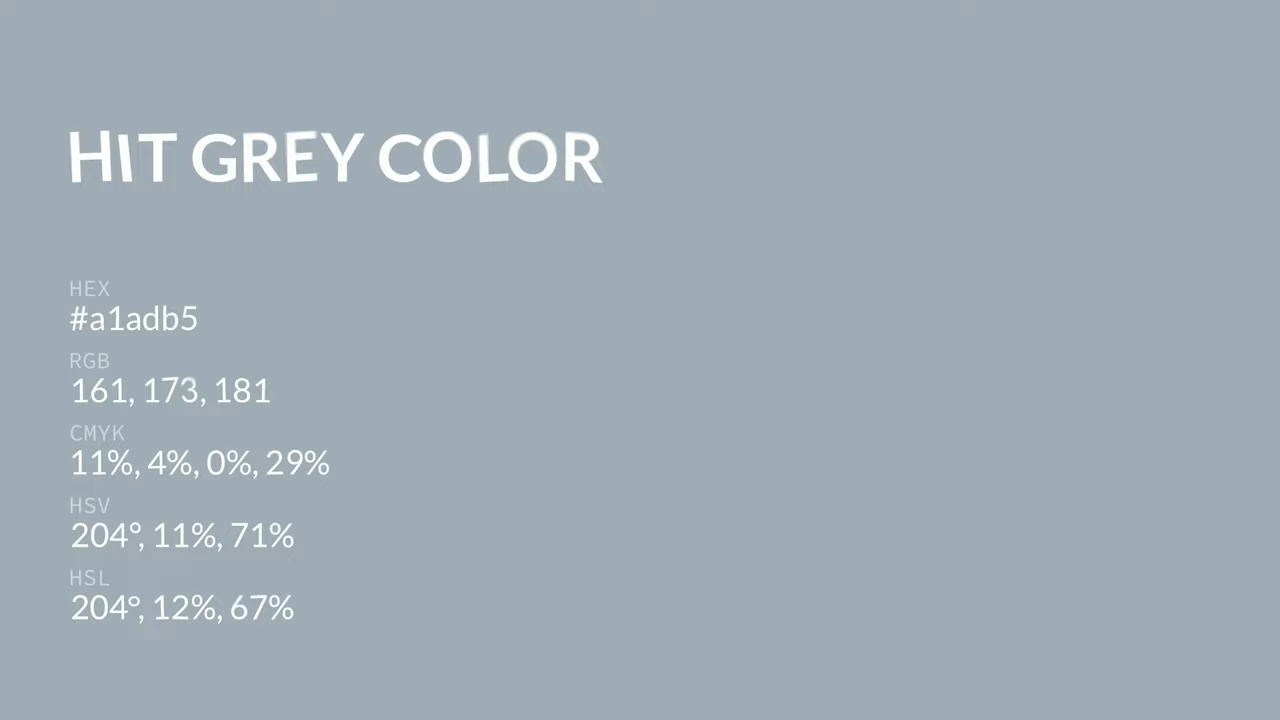 HIT GREY COLOR
HEX
#a1adb5
RGB
161, 173, 181
CMYK
11%, 4%, 0%, 29%
HSV
204°, 11%, 71%
HSL
204°, 12%, 67%